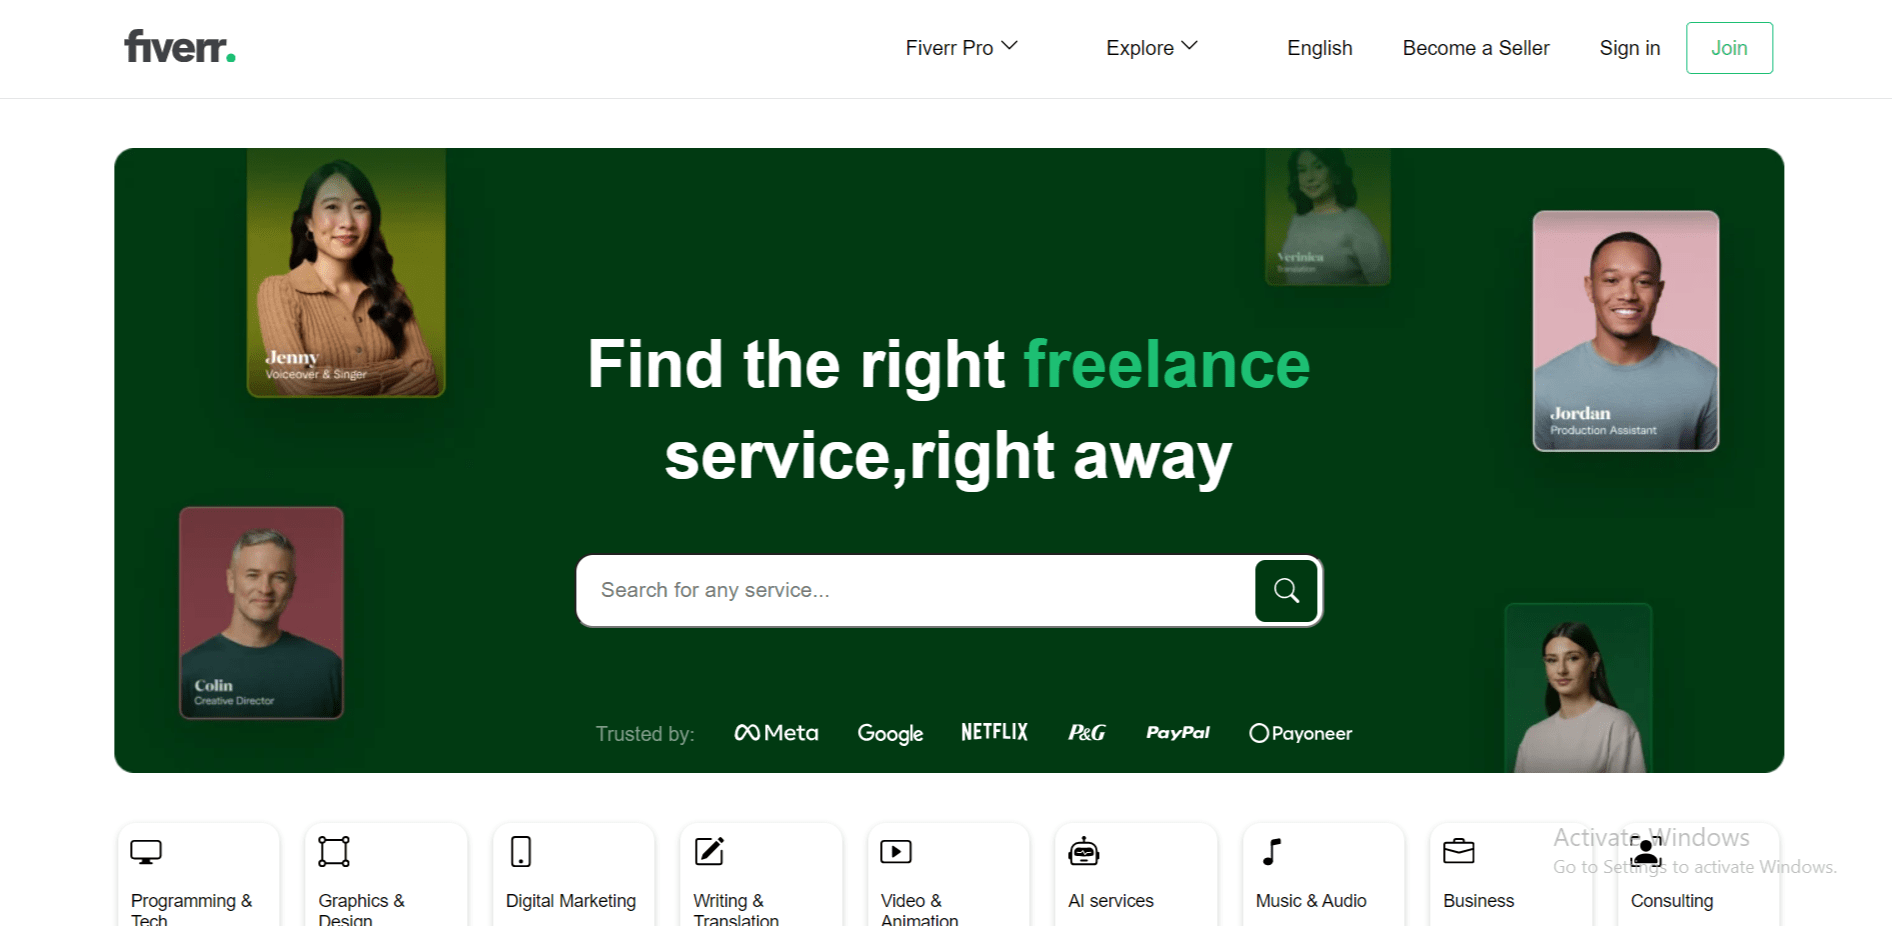 fiverr.
Fiverr Pro
Explore
English
Become a Seller
Sign in
Join
Jenny
Voiceover & Singer
Verinica
Translation
Jordan
Production Assistant
Find the right freelance
service,right away
Search for any service...
Colin
Creative Director
Trusted by:
Meta
Google
NETFLIX
P&G
PayPal
Payoneer
Programming &
Tech
Graphics &
Design
Digital Marketing
Writing &
Translation
Video &
Animation
AI services
Music & Audio
Business
Consulting
Activate Windows
Go to Settings to activate Windows.